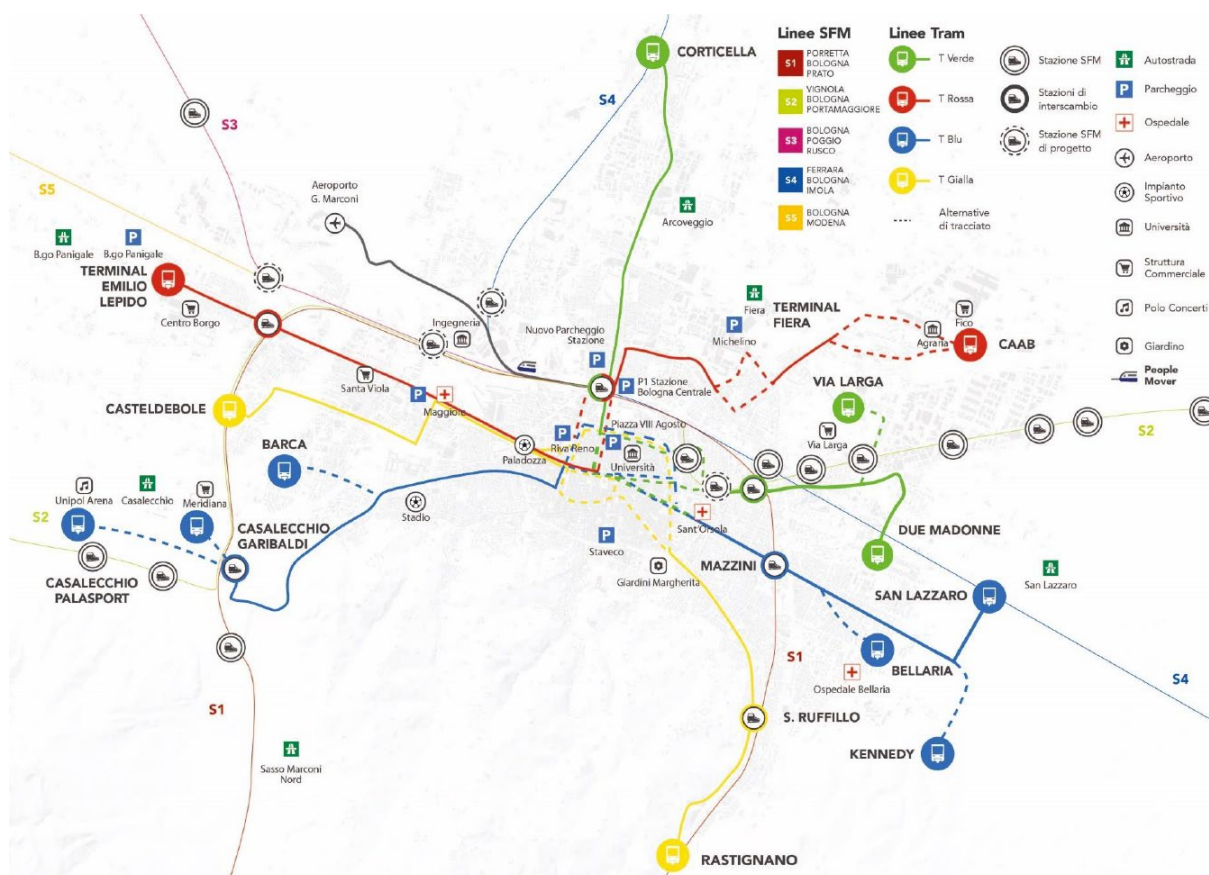 CORTICELLA
S4
S3
S5
Aeroporto
G. Marconi
Arcoveggio
B.go Panigale
P
B.go Panigale
TERMINAL
EMILIO
LEPIDO
Centro Borgo
Ingegneria
Nuovo Parcheggio
Stazione
P
Fiera
TERMINAL
FIERA
P
Michelino
Fico
Agraria
CAAB
Santa Viola
P
Maggiore
P
P1 Stazione
Bologna Centrale
VIA LARGA
Via Larga
S2
CASTELDEBOLE
Piazza VIII Agosto
P
Riva Reno
P
Università
Paladozza
BARCA
Unipol Arena
Casalecchio
Meridiana
Stadio
S2
CASALECCHIO
GARIBALDI
CASALECCHIO
PALASPORT
Sant'Orsola
P
Staveco
Giardini Margherita
MAZZINI
DUE MADONNE
SAN LAZZARO
San Lazzaro
BELLARIA
Ospedale Bellaria
S1
S4
S1
S. RUFFILLO
KENNEDY
Sasso Marconi
Nord
RASTIGNANO
Linee SFM
S1
PORRETTA
BOLOGNA
PRATO
S2
VIGNOLA
BOLOGNA
PORTAMAGGIORE
S3
BOLOGNA
POGGIO
RUSCO
S4
FERRARA
BOLOGNA
IMOLA
S5
BOLOGNA
MODENA
Linee Tram
T Verde
T Rossa
T Blu
T Gialla
Alternative
di tracciato
Stazione SFM
Stazioni di
interscambio
Stazione SFM
di progetto
Autostrada
P
Parcheggio
Ospedale
Aeroporto
Impianto
Sportivo
Università
Struttura
Commerciale
Polo Concerti
Giardino
People
Mover